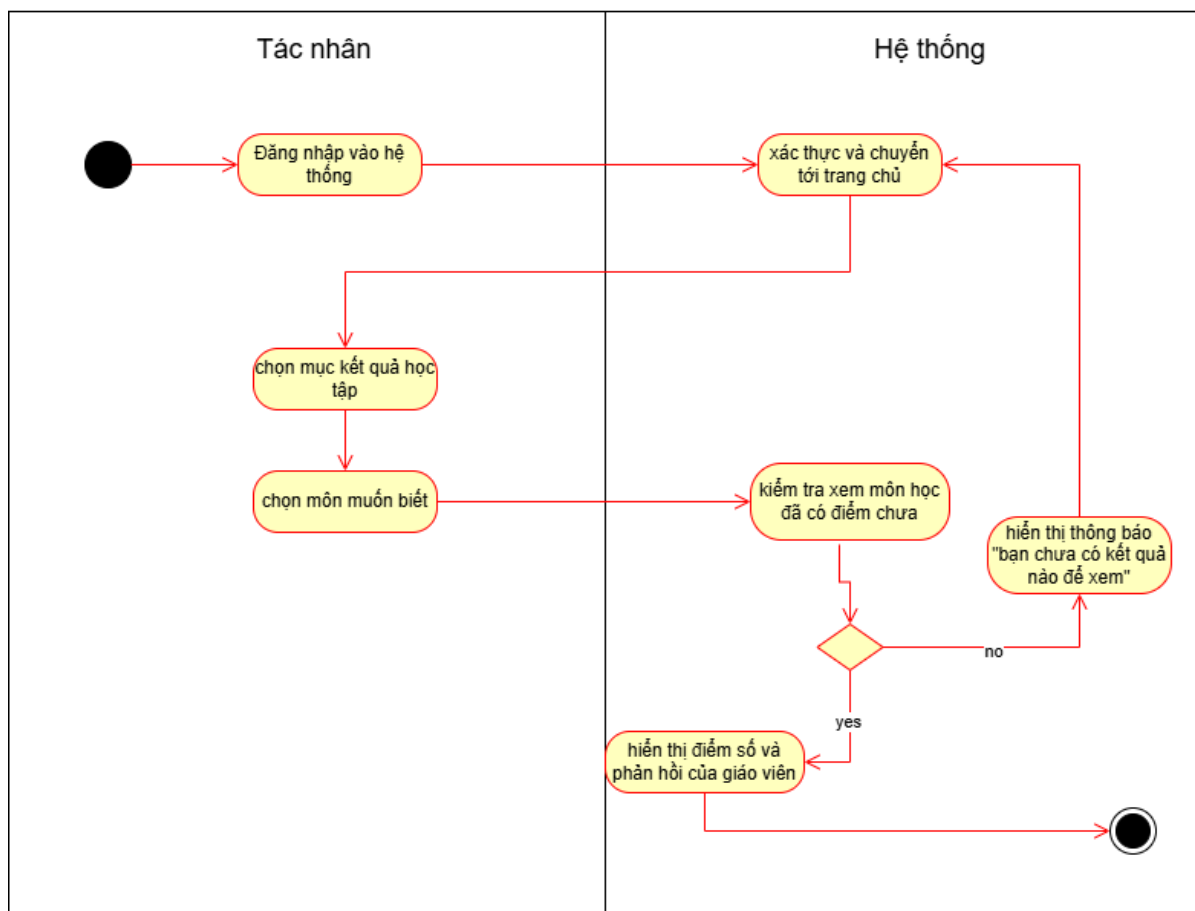 Tác nhân
Hệ thống
Đăng nhập vào hệ
thống
xác thực và chuyển
tới trang chủ
chọn mục kết quả học
tập
chọn môn muốn biết
kiểm tra xem môn học
đã có điểm chưa
hiển thị thông báo
"bạn chưa có kết quả
nào để xem"
no
yes
hiển thị điểm số và
phản hồi của giáo viên